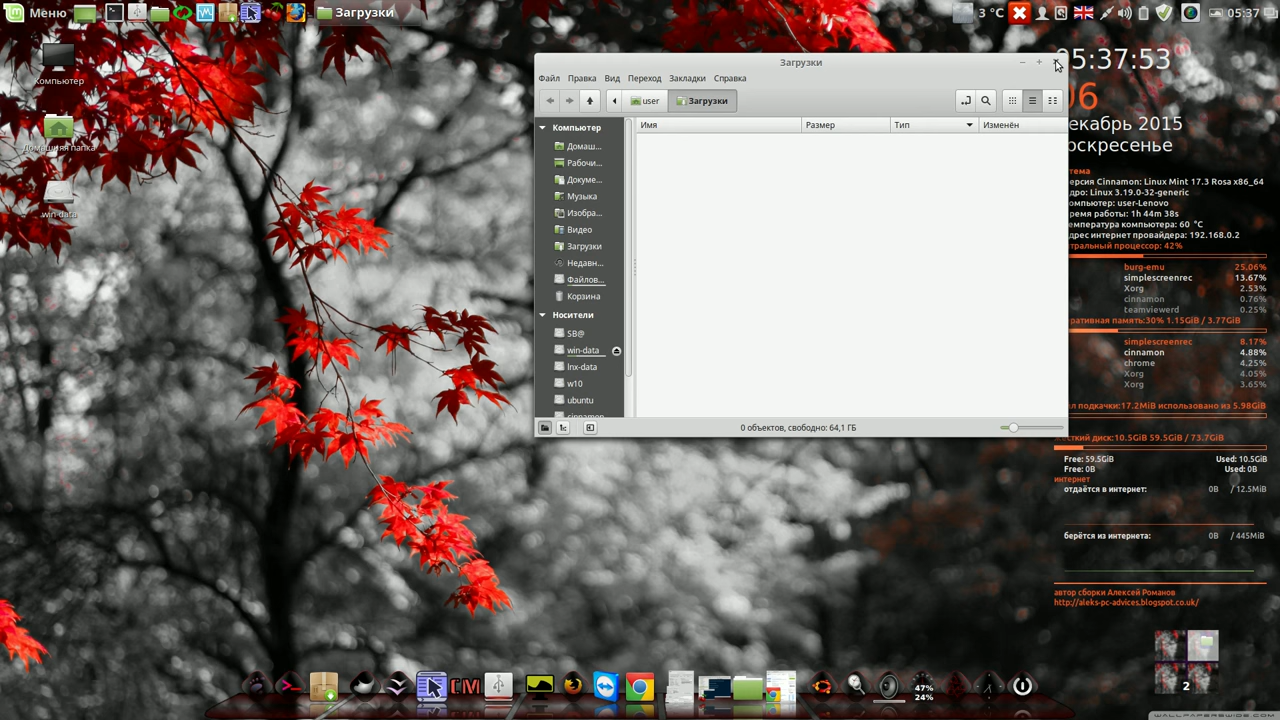 Меню
Загрузки
3 °C
05:37
Компьютер
Домашняя папка
win-data
Загрузки
Файл Правка Вид Переход Закладки Справка
user
Загрузки
Имя Размер Тип Изменён
Компьютер
Домаш...
Рабочи...
Докуме...
Музыка
Изобра...
Видео
Загрузки
Недавн...
Файлов...
Корзина
Носители
SB@
win-data
lnx-data
w10
ubuntu
cinnamon
0 объектов, свободно: 64,1 ГБ
05:37:53
06
екабрь 2015
оскресенье
тема
ерсия Cinnamon: Linux Mint 17.3 Rosa x86_64
дро: Linux 3.19.0-32-generic
омпьютер: user-Lenovo
ремя работы: 1h 44m 38s
емпература компьютера: 60 °C
дрес интернет провайдера: 192.168.0.2
тральный процессор: 42%
burg-emu 25.06%
simplescreenrec 13.67%
Xorg 2.53%
cinnamon 0.76%
teamviewerd 0.25%
еративная память:30% 1.15GiB / 3.77GiB
simplescreenrec 8.17%
cinnamon 4.88%
chrome 4.25%
Xorg 4.05%
Xorg 3.65%
л подкачки:17.2MiB использовано из 5.98GiB
есткий диск:10.5GiB 59.5GiB / 73.7GiB
Free: 59.5GiB Used: 10.5GiB
Free: 0B Used: 0B
интернет
отдаётся в интернет: 0B / 12.5MiB
берётся из интернета: 0B / 445MiB
автор сборки Алексей Романов
http://aleks-pc-advices.blogspot.co.uk/
2
CM
47%
24%